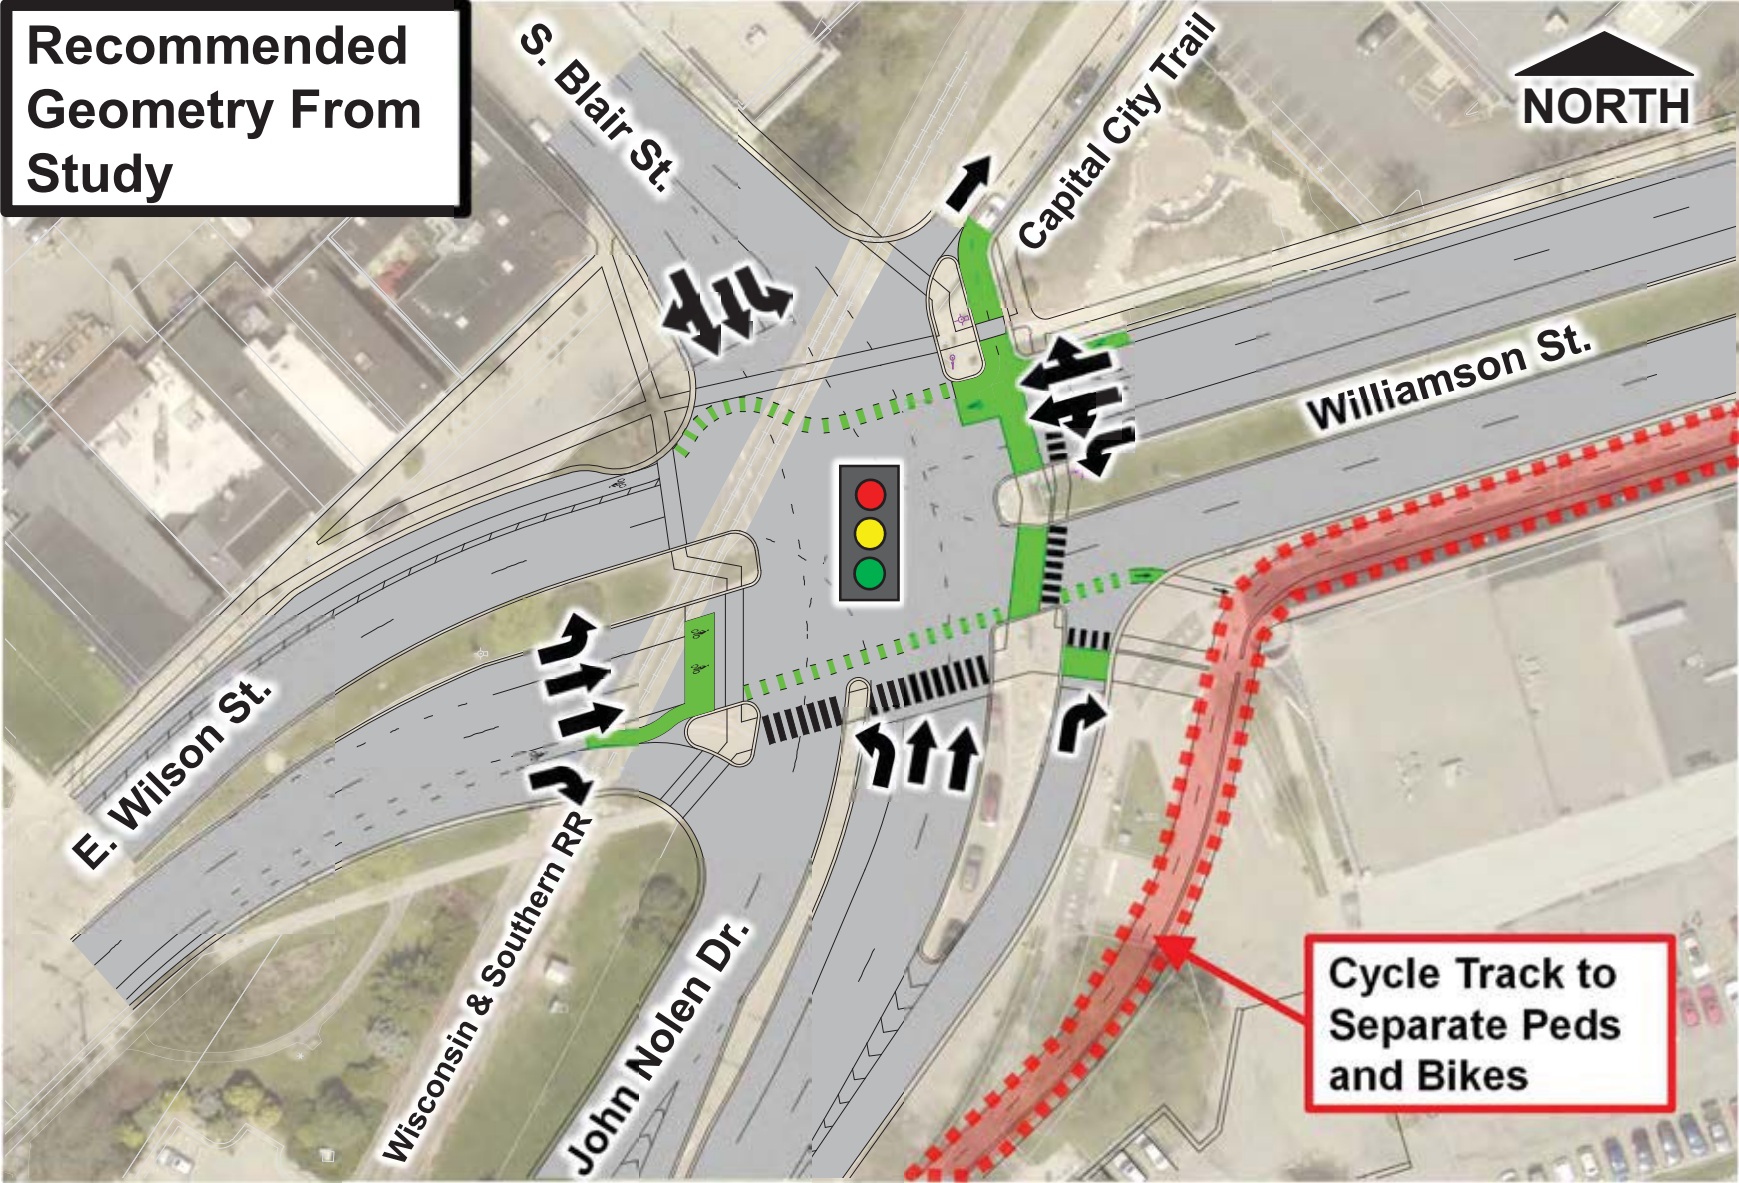 Recommended
Geometry From
Study
S. Blair St.
Capital City Trail
NORTH
Williamson St.
E. Wilson St.
Wisconsin & Southern RR
John Nolen Dr.
Cycle Track to
Separate Peds
and Bikes